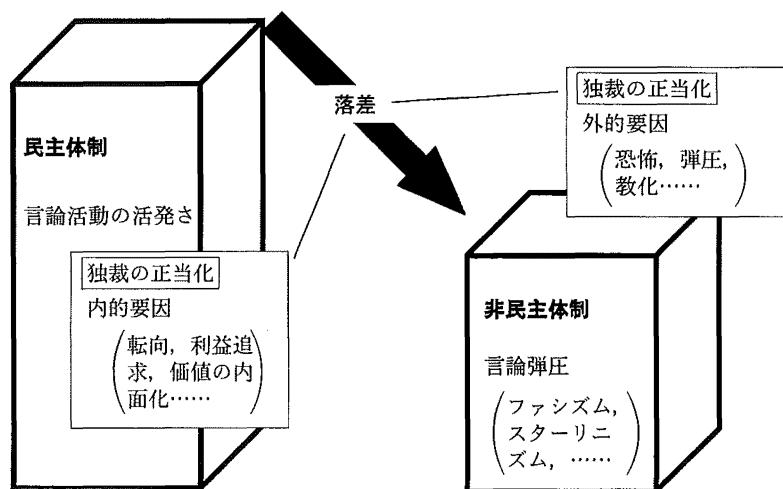 民主体制
言論活動の活発さ
独裁の正当化
内的要因
(転向，利益追
求，価値の内
面化……)
落差
独裁の正当化
外的要因
(恐怖，弾圧，
教化……)
非民主体制
言論弾圧
(ファシズム，
スターリニ
ズム，……)